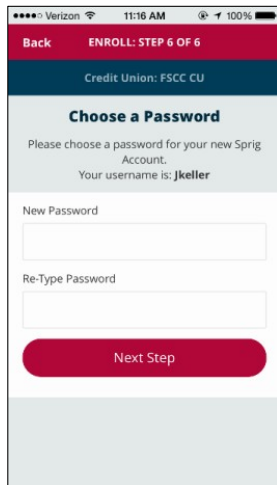 Verizon 11:16 AM 100%
Back ENROLL: STEP 6 OF 6
Credit Union: FSCC CU
Choose a Password
Please choose a password for your new Sprig
Account.
Your username is: Jkeller
New Password
Re-Type Password
Next Step